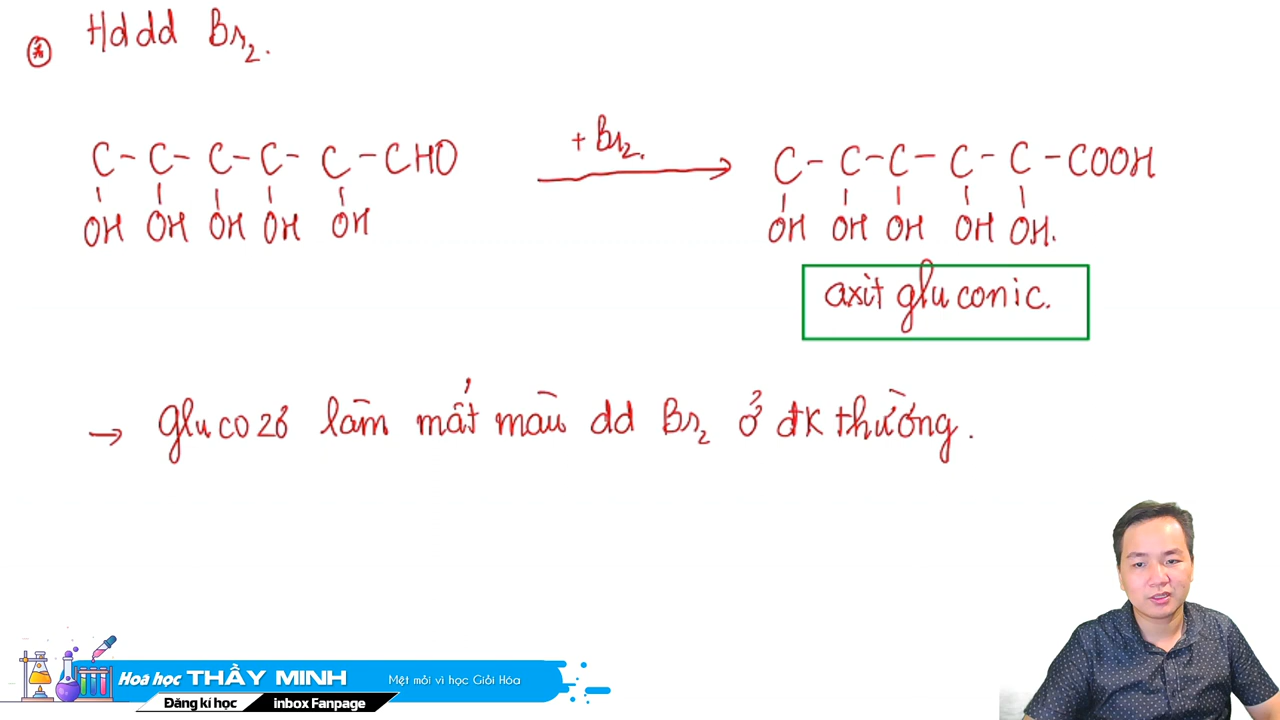 * Hd dd Br₂.
+ Br₂.
C - C - C - C - C - CHO → C - C - C - C - C - COOH
OH OH OH OH OH OH OH OH OH OH.
axit gluconic.
→ glucozơ làm mất màu dd Br₂ ở đk thường.
Hoá học THẦY MINH
Mệt mỏi vì học Giỏi Hóa
Đăng kí học inbox Fanpage